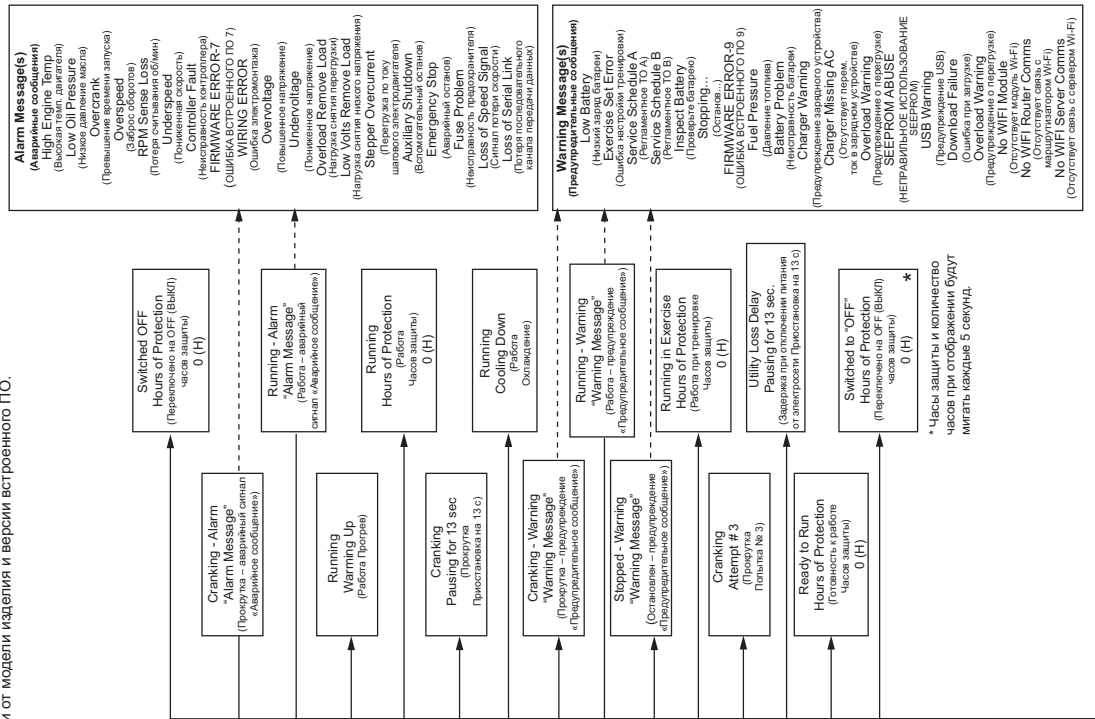 и от модели изделия и версии встроенного ПО.
Cranking - Alarm
"Alarm Message"
(Прокрутка – аварийный сигнал
«Аварийное сообщение»)
Running
Warming Up
(Работа Прогрев)
Cranking
Pausing for 13 sec
(Прокрутка
Приостановка на 13 с)
Cranking - Warning
"Warning Message"
(Прокрутка – предупреждение
«Предупредительное сообщение»)
Stopped - Warning
"Warning Message"
(Остановлен – предупреждение
«Предупредительное сообщение»)
Cranking
Attempt # 3
(Прокрутка
Попытка № 3)
Ready to Run
Hours of Protection
(Готовность к работе
Часов защиты)
0 (H)
Switched OFF
Hours of Protection
(Переключено на OFF (ВЫКЛ)
часов защиты)
0 (H)
Running - Alarm
"Alarm Message"
(Работа – аварийный
сигнал «Аварийное сообщение»)
Running
Hours of Protection
(Работа
Часов защиты)
0 (H)
Running
Cooling Down
(Работа
Охлаждение)
Running - Warning
"Warning Message"
(Работа – предупреждение
«Предупредительное сообщение»)
Running in Exercise
Hours of Protection
(Работа при тренировке
Часов защиты)
0 (H)
Utility Loss Delay
Pausing for 13 sec.
(Задержка при отключении питания
от электросети Приостановка на 13 с)
Switched to "OFF"
Hours of Protection
(Переключено на OFF (ВЫКЛ)
часов защиты)
0 (H)
*
* Часы защиты и количество
часов при отображении будут
мигать каждые 5 секунд.
Alarm Message(s)
(Аварийные сообщения)
High Engine Temp
(Высокая темп. двигателя)
Low Oil Pressure
(Низкое давление масла)
Overcrank
(Превышение времени запуска)
Overspeed
(Заброс оборотов)
RPM Sense Loss
(Потеря считывания об/мин)
Underspeed
(Пониженная скорость)
Controller Fault
(Неисправность контроллера)
FIRMWARE ERROR-7
(ОШИБКА ВСТРОЕННОГО ПО 7)
WIRING ERROR
(Ошибка электромонтажа)
Overvoltage
(Повышенное напряжение)
Undervoltage
(Пониженное напряжение)
Overload Remove Load
(Нагрузка снятия перегрузки)
Low Volts Remove Load
(Нагрузка снятия низкого напряжения)
Stepper Overcurrent
(Перегрузка по току
шагового электродвигателя)
Auxiliary Shutdown
(Вспомогательный останов)
Emergency Stop
(Аварийный останов)
Fuse Problem
(Неисправность предохранителя)
Loss of Speed Signal
(Сигнал потери скорости)
Loss of Serial Link
(Потеря последовательного
канала передачи данных)
Warning Message(s)
(Предупредительные сообщения)
Low Battery
(Низкий заряд батареи)
Exercise Set Error
(Ошибка настройки тренировки)
Service Schedule A
(Регламентное ТО A)
Service Schedule B
(Регламентное ТО B)
Inspect Battery
(Проверьте батарею)
Stopping...
(Останов...)
FIRMWARE ERROR-9
(ОШИБКА ВСТРОЕННОГО ПО 9)
Fuel Pressure
(Давление топлива)
Battery Problem
(Неисправность батареи)
Charger Warning
(Предупреждение зарядного устройства)
Charger Missing AC
(Отсутствует перем.
ток в зарядном устройстве)
Overload Warning
(Предупреждение о перегрузке)
SEEPROM ABUSE
(НЕПРАВИЛЬНОЕ ИСПОЛЬЗОВАНИЕ
SEEPROM)
USB Warning
(Предупреждение USB)
Download Failure
(Ошибка при загрузке)
Overload Warning
(Предупреждение о перегрузке)
No WIFI Module
(Отсутствует модуль Wi-Fi)
No WIFI Router Comms
(Отсутствует связь с
маршрутизатором Wi-Fi)
No WIFI Server Comms
(Отсутствует связь с сервером Wi-Fi)